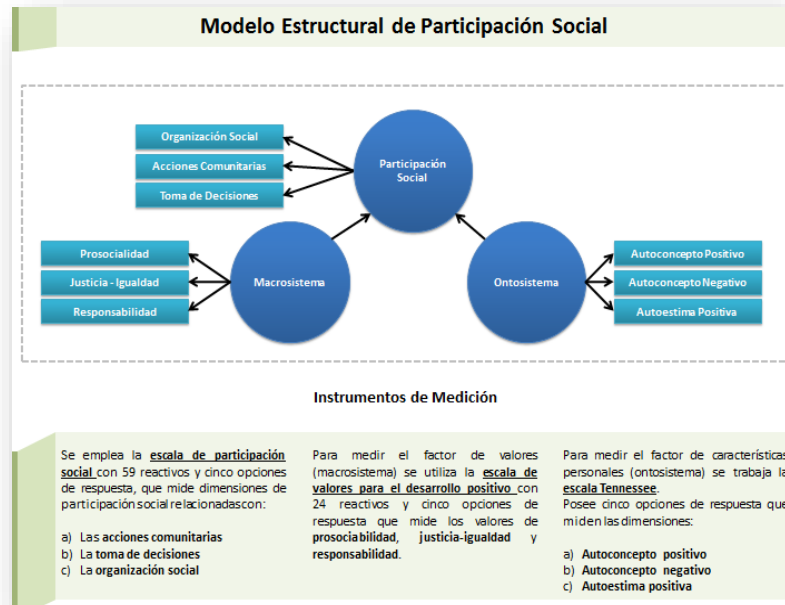 Modelo Estructural de Participación Social
Organización Social
Acciones Comunitarias
Toma de Decisiones
Participación
Social
Prosocialidad
Justicia - Igualdad
Responsabilidad
Macrosistema
Ontosistema
Autoconcepto Positivo
Autoconcepto Negativo
Autoestima Positiva
Instrumentos de Medición
Se emplea la escala de participación
social con 59 reactivos y cinco opciones
de respuesta, que mide dimensiones de
participación social relacionadascon:
a) Las acciones comunitarias
b) La toma de decisiones
c) La organización social
Para medir el factor de valores
(macrosistema) se utiliza la escala de
valores para el desarrollo positivo con
24 reactivos y cinco opciones de
respuesta que mide los valores de
prosociabilidad, justicia-igualdad y
responsabilidad.
Para medir el factor de características
personales (ontosistema) se trabaja la
escala Tennessee.
Posee cinco opciones de respuesta que
miden las dimensiones:
a) Autoconcepto positivo
b) Autoconcepto negativo
c) Autoestima positiva